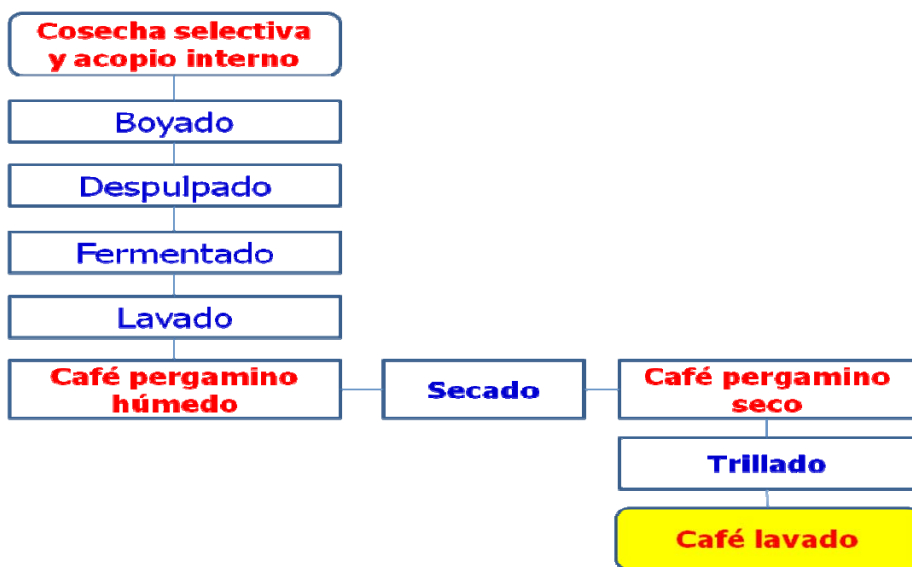 Cosecha selectiva
y acopio interno
Boyado
Despulpado
Fermentado
Lavado
Café pergamino
húmedo
Secado
Café pergamino
seco
Trillado
Café lavado